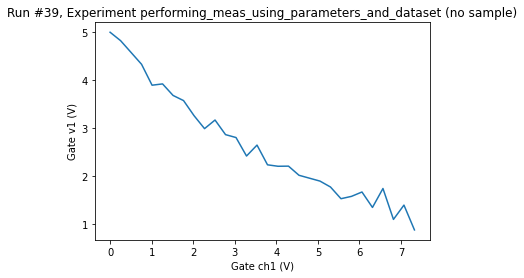 Run #39, Experiment performing_meas_using_parameters_and_dataset (no sample)
5
4
3
2
1
Gate v1 (V)
0 1 2 3 4 5 6 7
Gate ch1 (V)